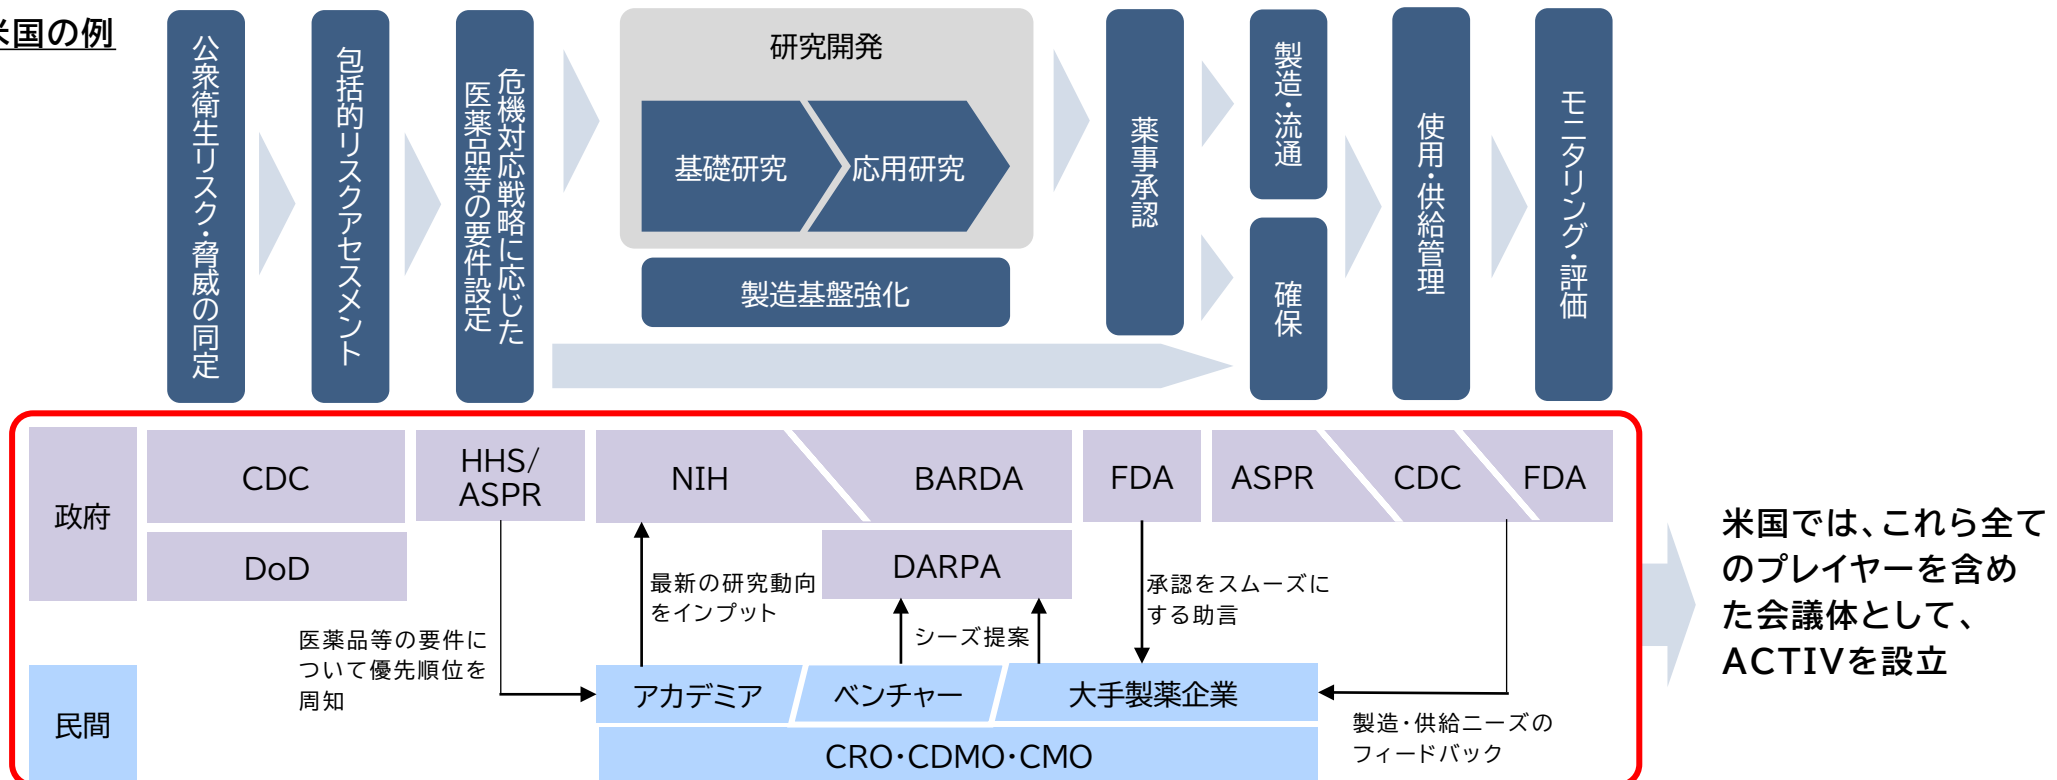 米国の例
公衆衛生リスク・脅威の同定
包括的リスクアセスメント
危機対応戦略に応じた
医薬品等の要件設定
研究開発
基礎研究
応用研究
製造基盤強化
薬事承認
製造・流通
確保
使用・供給管理
モニタリング・評価
政府
CDC
DoD
HHS/
ASPR
NIH
BARDA
DARPA
FDA
ASPR
CDC
FDA
医薬品等の要件に
ついて優先順位を
周知
最新の研究動向
をインプット
シーズ提案
承認をスムーズに
する助言
製造・供給ニーズの
フィードバック
民間
アカデミア
ベンチャー
大手製薬企業
CRO・CDMO・CMO
米国では、これら全て
のプレイヤーを含め
た会議体として、
ACTIVを設立